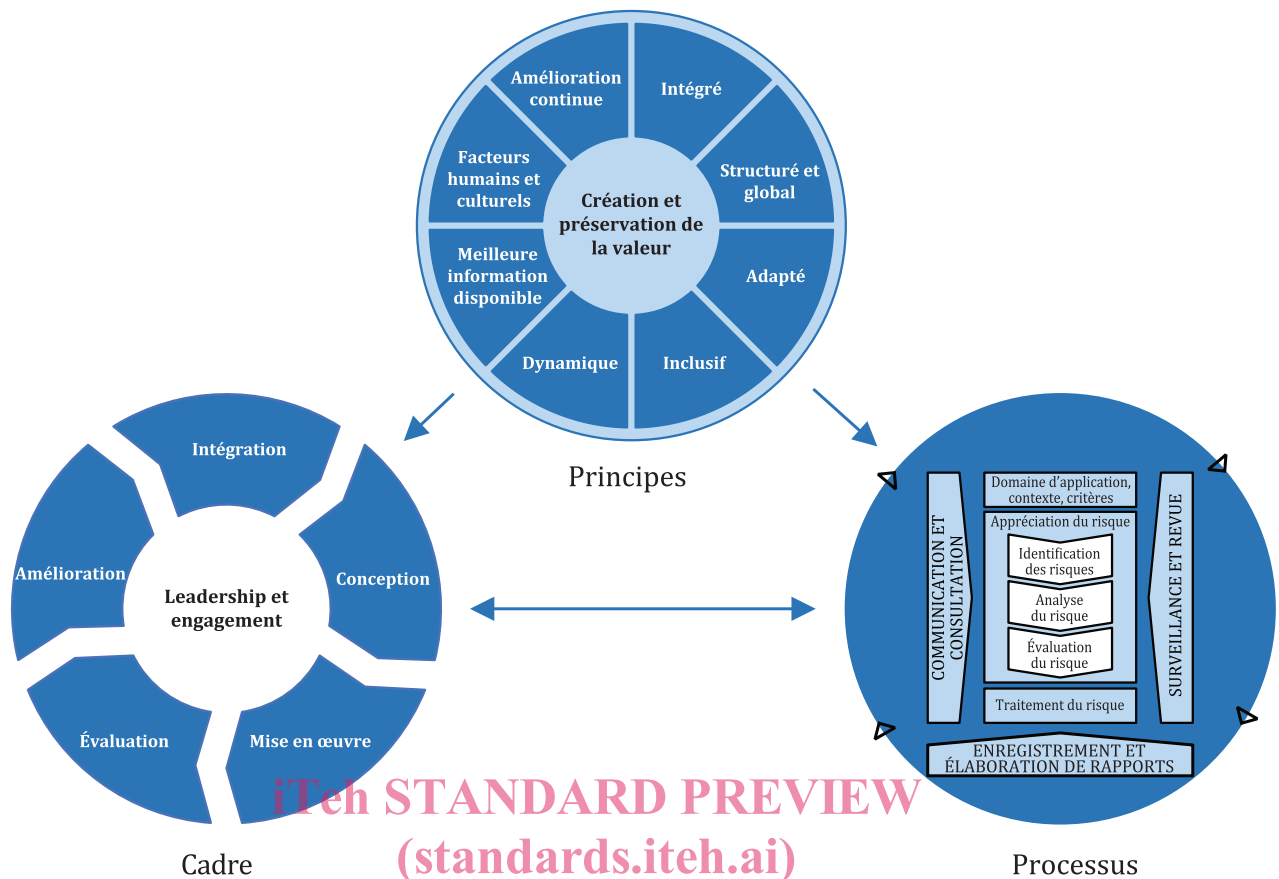 Amélioration
continue
Intégré
Structuré et
global
Adapté
Inclusif
Dynamique
Meilleure
information
disponible
Facteurs
humains et
culturels
Création et
préservation de
la valeur
Principes
Intégration
Conception
Mise en œuvre
Évaluation
Amélioration
Leadership et
engagement
Cadre
COMMUNICATION ET
CONSULTATION
Domaine d'application,
contexte, critères
Appréciation du risque
Identification
des risques
Analyse
du risque
Évaluation
du risque
Traitement du risque
SURVEILLANCE ET REVUE
ENREGISTREMENT ET
ÉLABORATION DE RAPPORTS
Processus
iTeh STANDARD PREVIEW
(standards.iteh.ai)